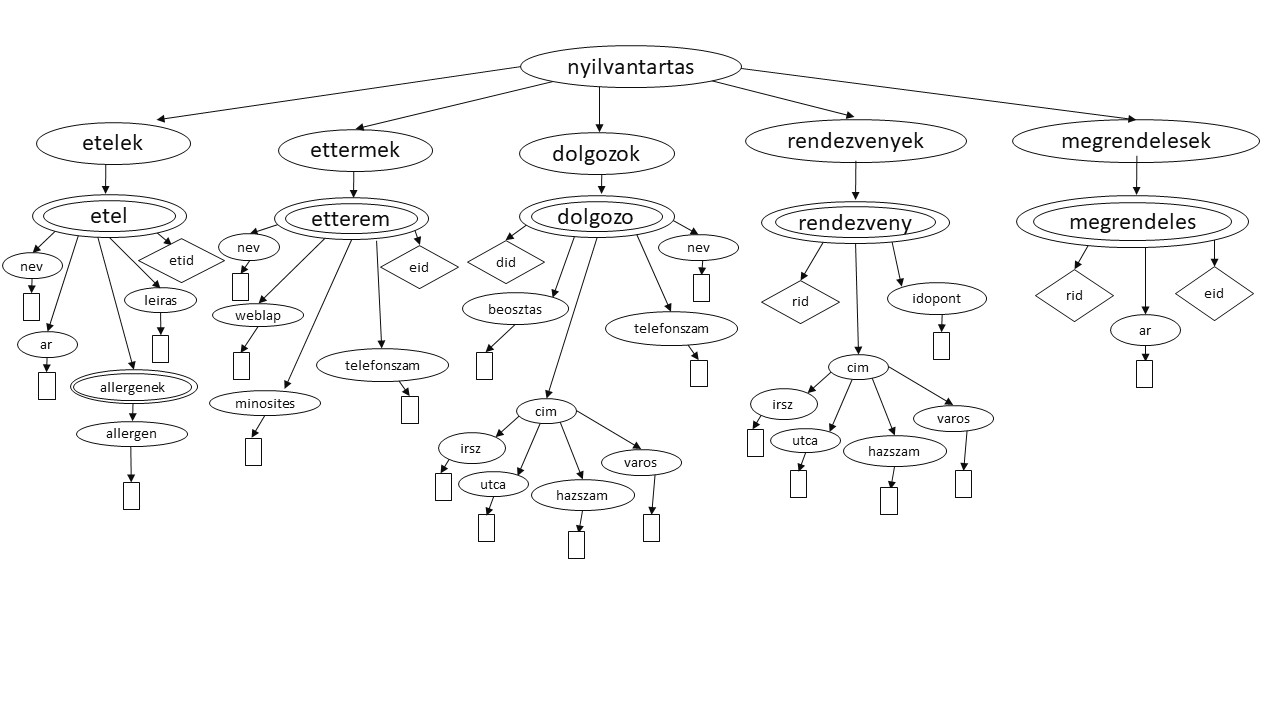 nyilvantartas
etelek
ettermek
dolgozok
rendezvenyek
megrendelesek
etel
etterem
dolgozo
rendezveny
megrendeles
nev
etid
leiras
ar
allergenek
allergen
nev
eid
weblap
telefonszam
minosites
did
nev
beosztas
telefonszam
cim
irsz
utca
hazszam
varos
rid
idopont
cim
irsz
utca
hazszam
varos
rid
eid
ar